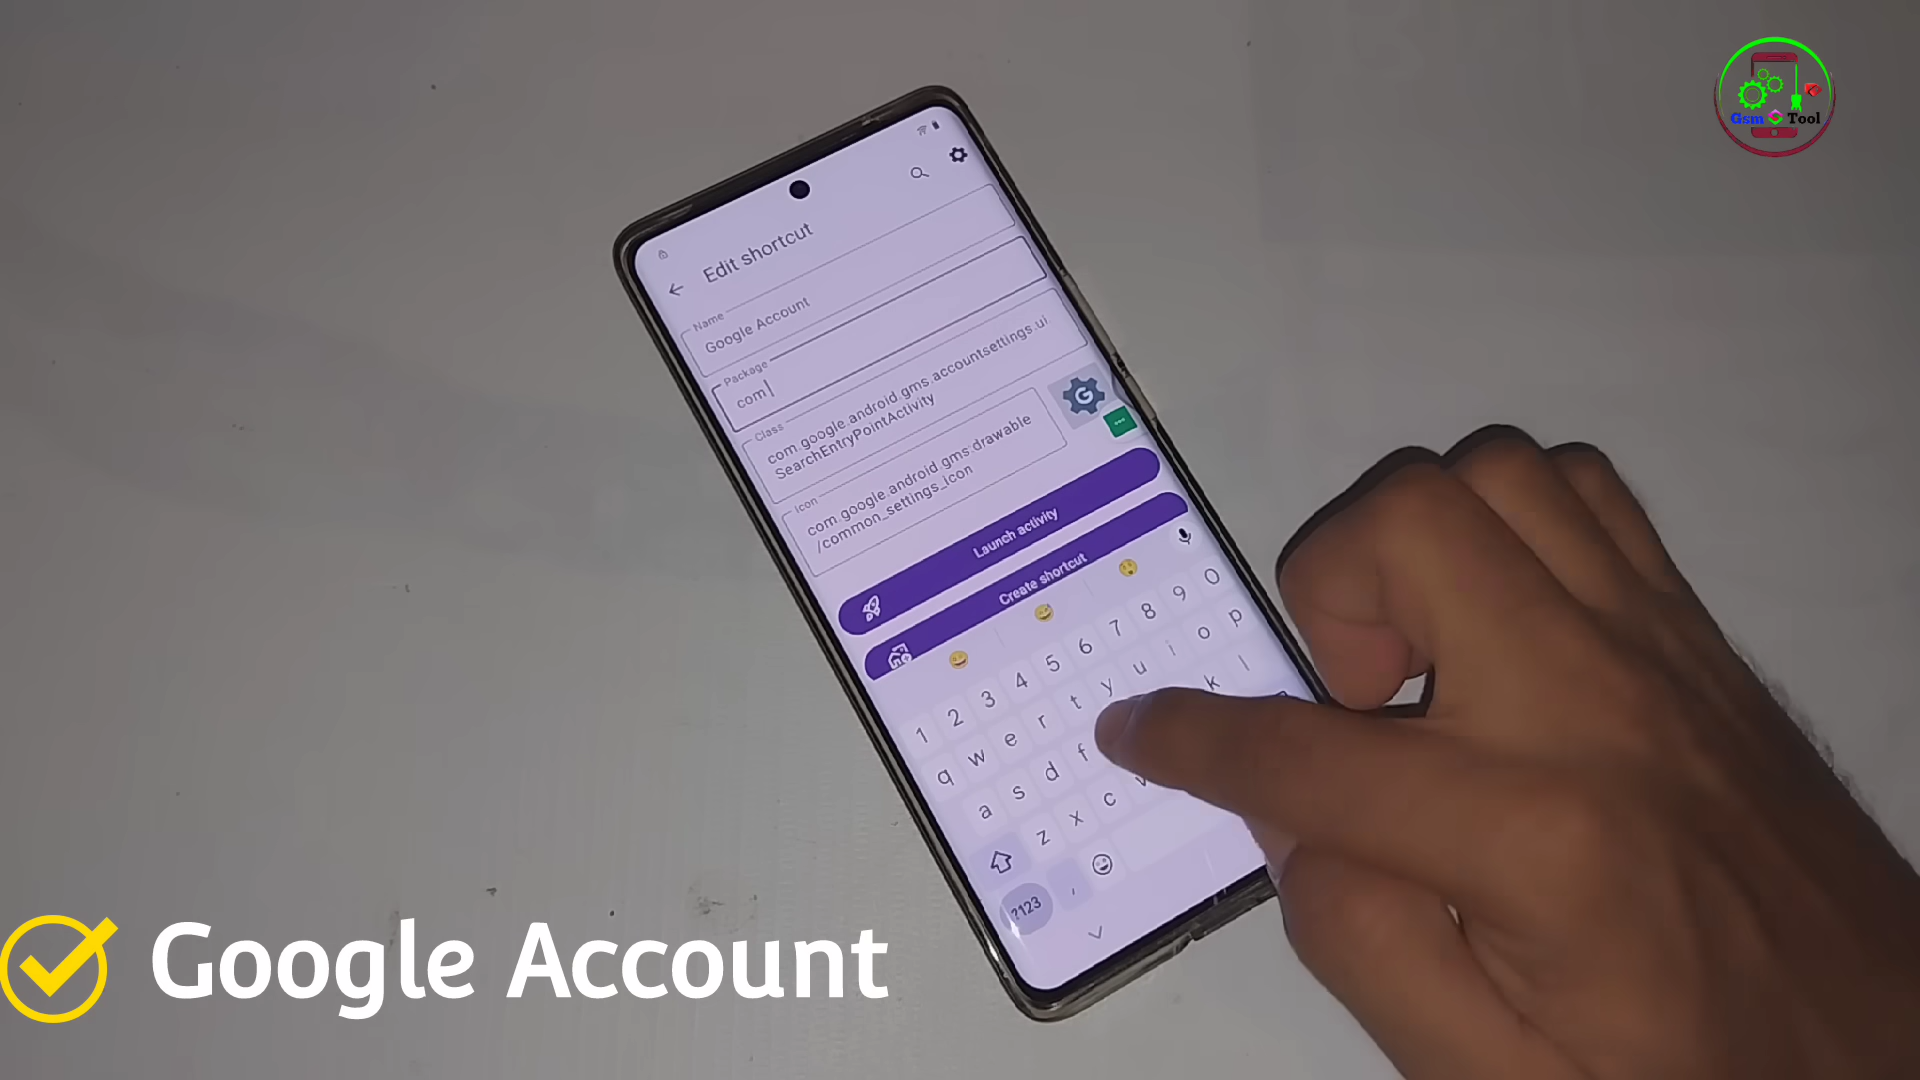 Gsm Tool
Edit shortcut
Name
Google Account
Package
com
Class
com.google.android.gms.accountsettings.ui
SearchEntryPointActivity
Icon
com.google.android.gms:drawable
/common_settings_icon
Launch activity
Create shortcut
1 2 3 4 5 6 7 8 9 0
q w e r t y u i o p
a s d f k l
z x c v
?123 ,
Google Account